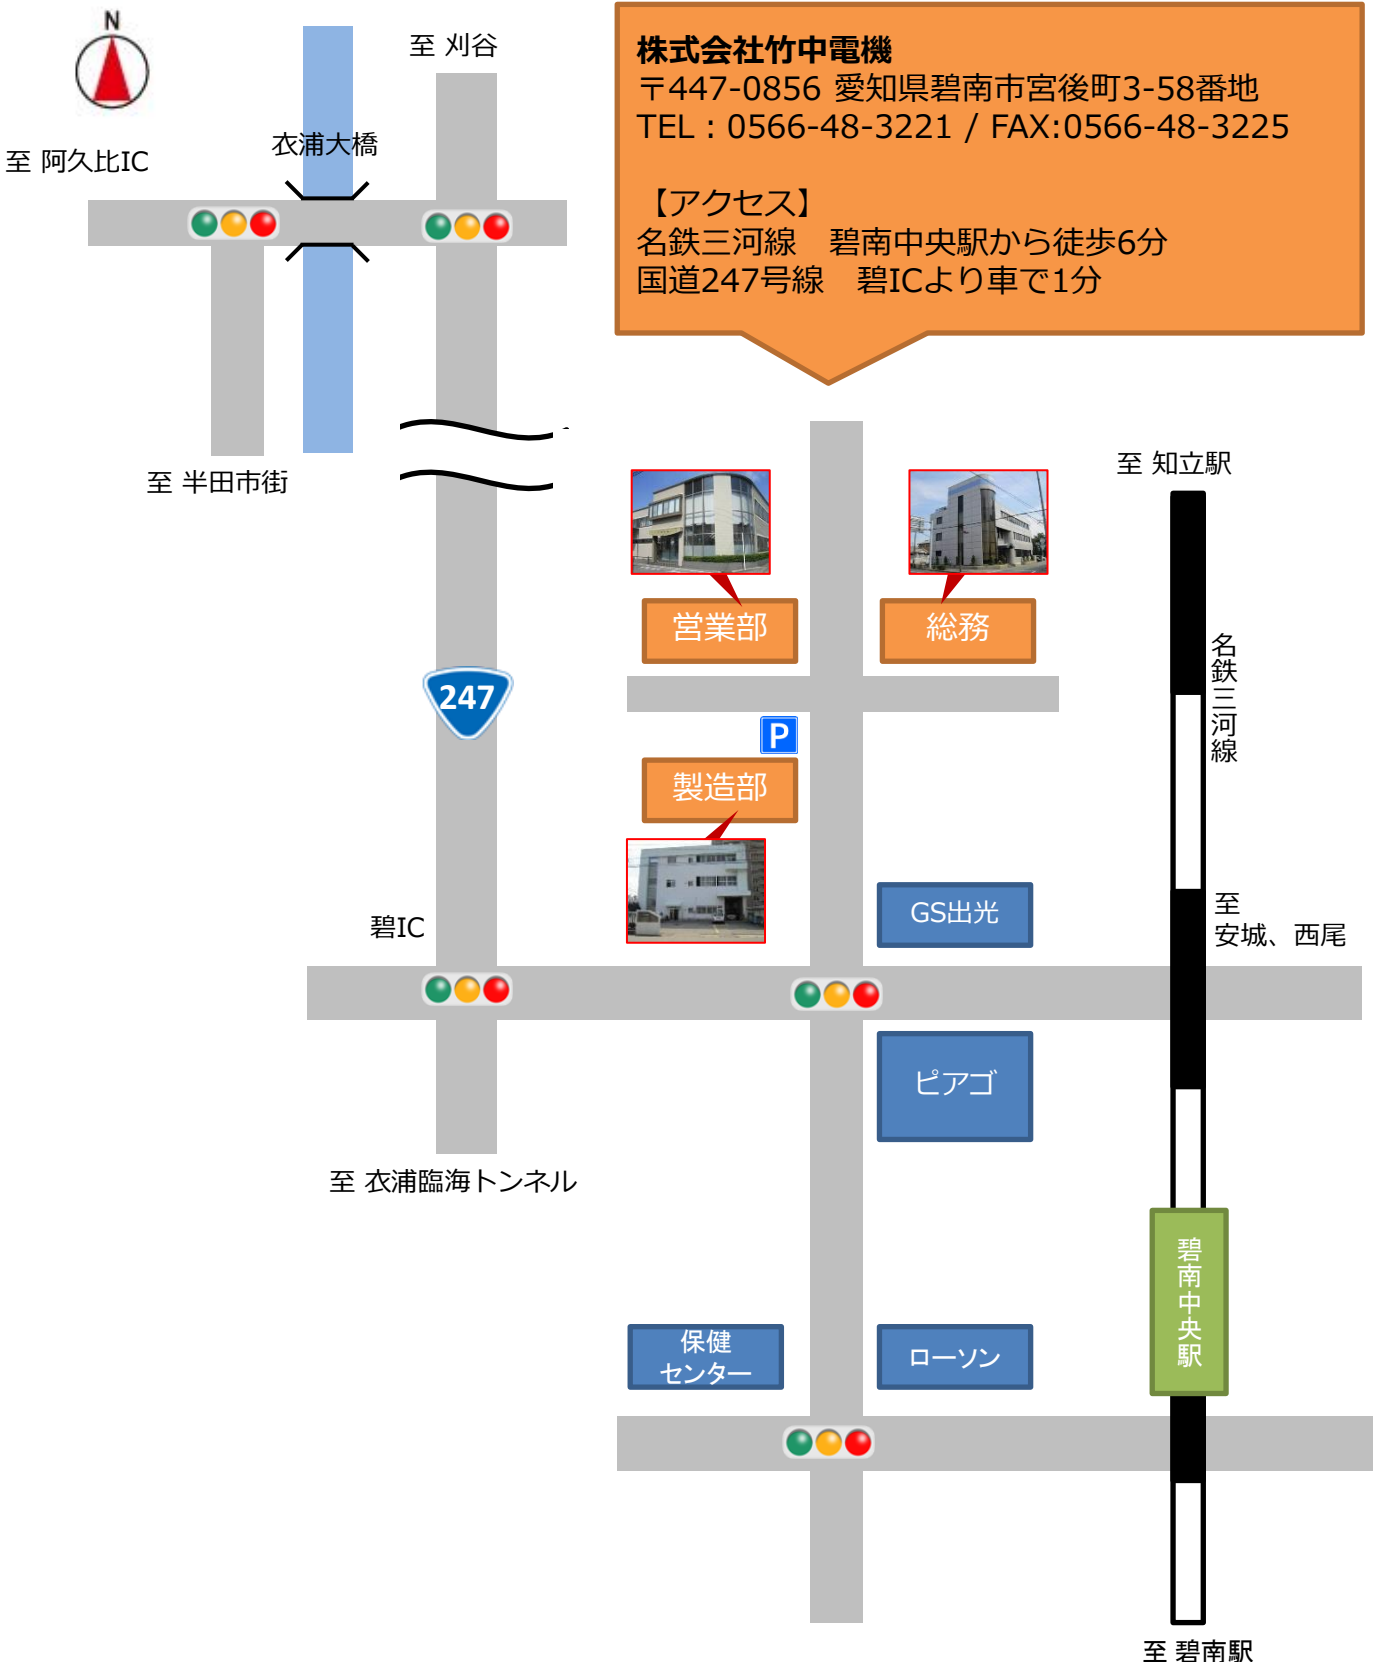 N
至 刈谷
衣浦大橋
至 阿久比IC
株式会社竹中電機
〒447-0856 愛知県碧南市宮後町3-58番地
TEL：0566-48-3221 / FAX:0566-48-3225
【アクセス】
名鉄三河線　碧南中央駅から徒歩6分
国道247号線　碧ICより車で1分
至 半田市街
至 知立駅
営業部
総務
名鉄三河線
247
P
製造部
GS出光
至
安城、西尾
碧IC
ピアゴ
至 衣浦臨海トンネル
碧南中央駅
保健
センター
ローソン
至 碧南駅